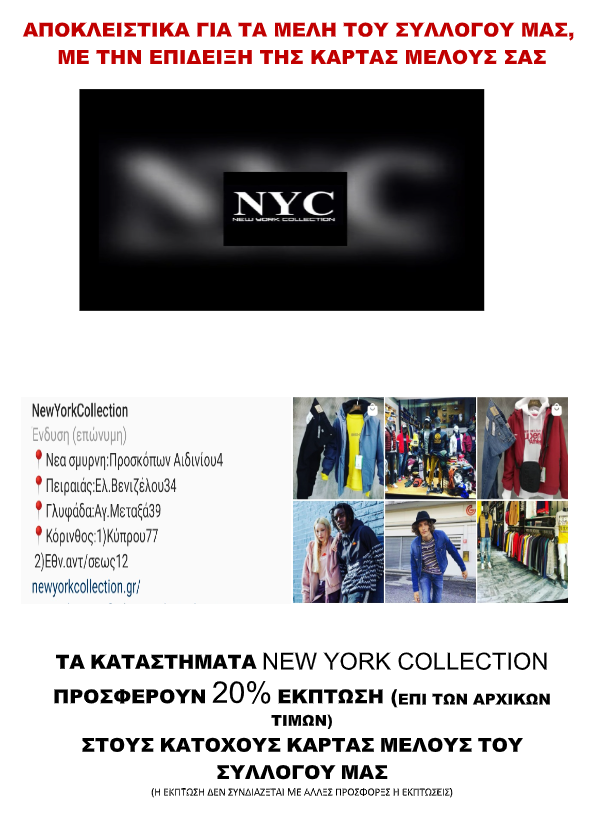 ΑΠΟΚΛΕΙΣΤΙΚΑ ΓΙΑ ΤΑ ΜΕΛΗ ΤΟΥ ΣΥΛΛΟΓΟΥ ΜΑΣ,
ΜΕ ΤΗΝ ΕΠΙΔΕΙΞΗ ΤΗΣ ΚΑΡΤΑΣ ΜΕΛΟΥΣ ΣΑΣ
NYC
NEW YORK COLLECTION
NewYorkCollection
Ένδυση (επώνυμη)
Νεα σμυρνη:Προσκόπων Αιδινίου4
Πειραιάς:Ελ.Βενιζέλου34
Γλυφάδα:Αγ.Μεταξά39
Κόρινθος:1)Κύπρου77
2)Εθν.αντ/σεως12
newyorkcollection.gr/
ΤΑ ΚΑΤΑΣΤΗΜΑΤΑ NEW YORK COLLECTION
ΠΡΟΣΦΕΡΟΥΝ 20% ΕΚΠΤΩΣΗ (ΕΠΙ ΤΩΝ ΑΡΧΙΚΩΝ
ΤΙΜΩΝ)
ΣΤΟΥΣ ΚΑΤΟΧΟΥΣ ΚΑΡΤΑΣ ΜΕΛΟΥΣ ΤΟΥ
ΣΥΛΛΟΓΟΥ ΜΑΣ
(Η ΕΚΠΤΩΣΗ ΔΕΝ ΣΥΝΔΙΑΖΕΤΑΙ ΜΕ ΑΛΛΕΣ ΠΡΟΣΦΟΡΕΣ Η ΕΚΠΤΩΣΕΙΣ)